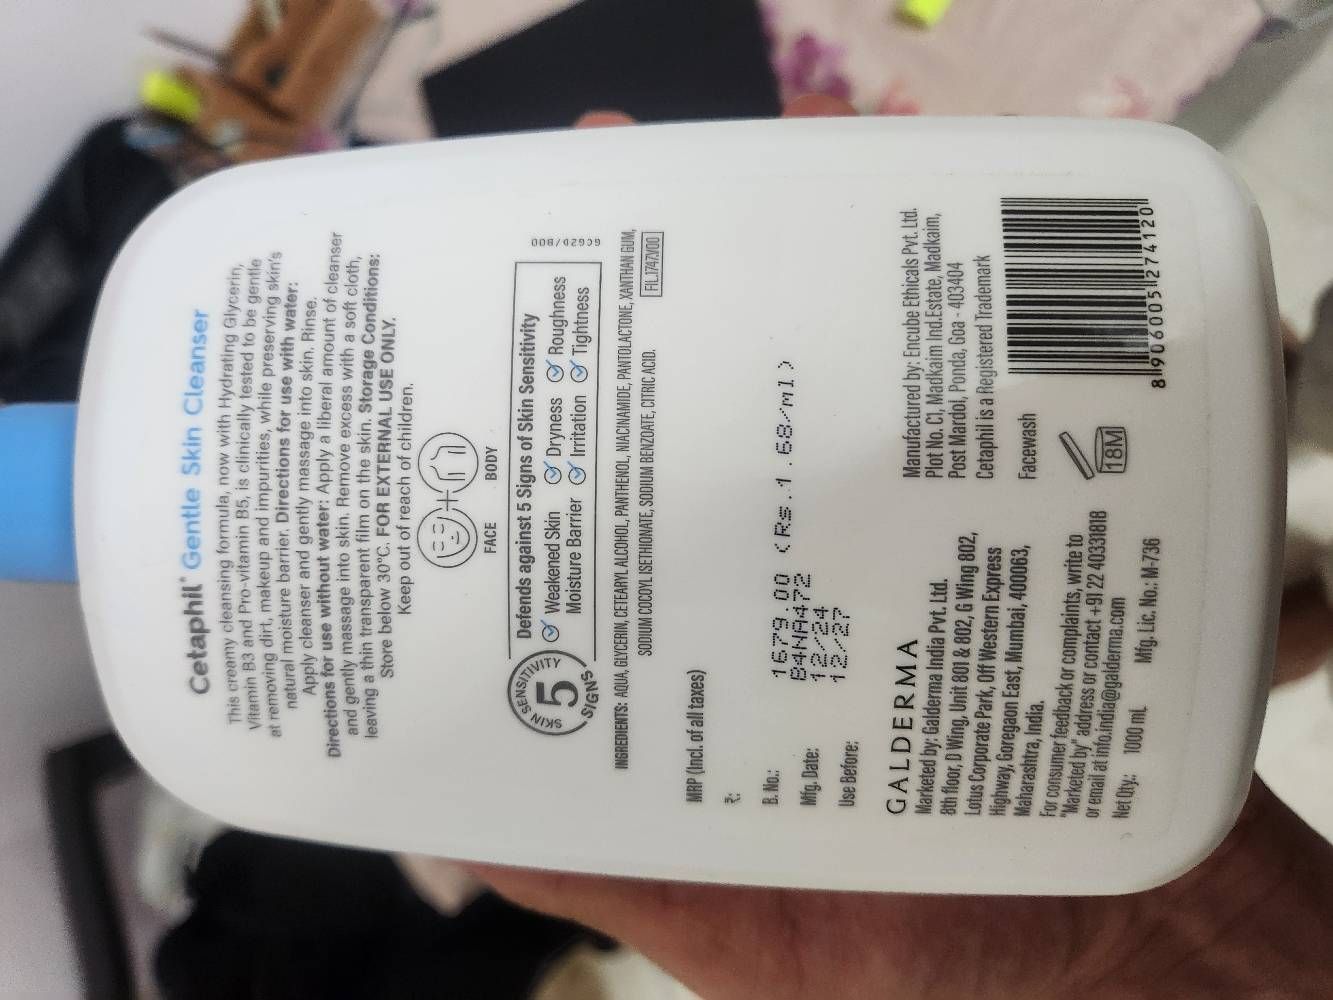 Cetaphil® Gentle Skin Cleanser
This creamy cleansing formula, now with Hydrating Glycerin,
Vitamin B3 and Pro-vitamin B5, is clinically tested to be gentle
at removing dirt, makeup and impurities, while preserving skin's
natural moisture barrier. Directions for use with water:
Apply cleanser and gently massage into skin. Rinse.
Directions for use without water: Apply a liberal amount of cleanser
and gently massage into skin. Remove excess with a soft cloth,
leaving a thin transparent film on the skin. Storage Conditions:
Store below 30°C. FOR EXTERNAL USE ONLY.
Keep out of reach of children.
FACE BODY
SKIN SENSITIVITY
5
SIGNS
Defends against 5 Signs of Skin Sensitivity
Weakened Skin Dryness Roughness
Moisture Barrier Irritation Tightness
GCG2D/800
INGREDIENTS: AQUA, GLYCERIN, CETEARYL ALCOHOL, PANTHENOL, NIACINAMIDE, PANTOLACTONE, XANTHAN GUM,
SODIUM COCOYL ISETHIONATE, SODIUM BENZOATE, CITRIC ACID.
FIL.1747.V00
MRP (Incl. of all taxes)
₹: 1679.00 (Rs.1.68/ml)
B. No.: B4NA472
Mfg. Date: 12/24
Use Before: 12/27
GALDERMA
Marketed by: Galderma India Pvt. Ltd.
8th floor, D Wing, Unit 801 & 802, G Wing 802,
Lotus Corporate Park, Off Western Express
Highway, Goregaon East, Mumbai, 400063,
Maharashtra, India.
For consumer feedback or complaints, write to
"Marketed by" address or contact +91 22 40331818
or email at info.india@galderma.com
Net Qty.: 1000 mL Mfg. Lic. No.: M-736
Manufactured by: Encube Ethicals Pvt. Ltd.
Plot No. C1, Madkaim Ind.Estate, Madkaim,
Post Mardol, Ponda, Goa - 403404
Cetaphil is a Registered Trademark
Facewash
18M
8 906005 274120